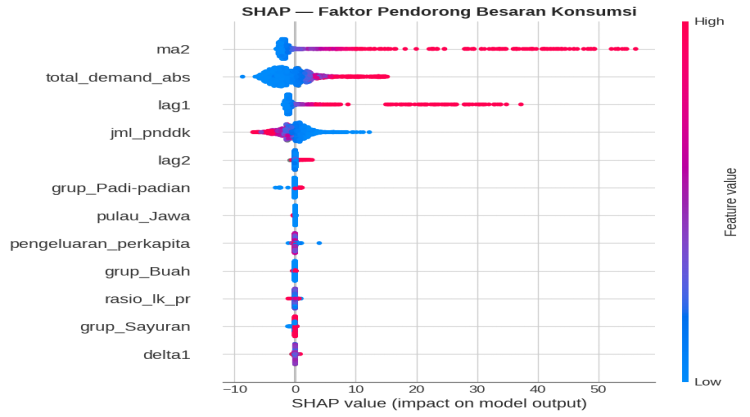 SHAP — Faktor Pendorong Besaran Konsumsi
High
ma2
total_demand_abs
lag1
jml_pnddk
lag2
grup_Padi-padian
pulau_Jawa
pengeluaran_perkapita
grup_Buah
rasio_lk_pr
grup_Sayuran
delta1
Feature value
Low
−10 0 10 20 30 40 50
SHAP value (impact on model output)